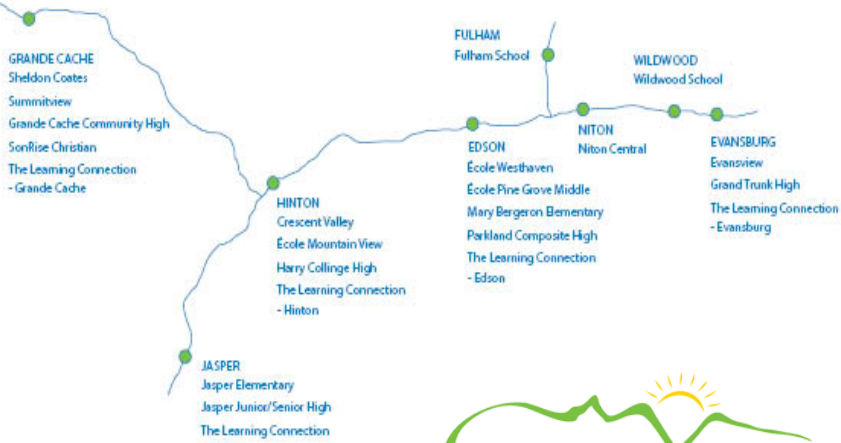 GRANDE CACHE
Sheldon Coates
Summitview
Grande Cache Community High
SonRise Christian
The Learning Connection
- Grande Cache
HINTON
Crescent Valley
École Mountain View
Harry Collinge High
The Learning Connection
- Hinton
JASPER
Jasper Elementary
Jasper Junior/Senior High
The Learning Connection
FULHAM
Fulham School
EDSON
École Westhaven
École Pine Grove Middle
Mary Bergeron Elementary
Parkland Composite High
The Learning Connection
- Edson
NITON
Niton Central
WILDWOOD
Wildwood School
EVANSBURG
Evansview
Grand Trunk High
The Learning Connection
- Evansburg